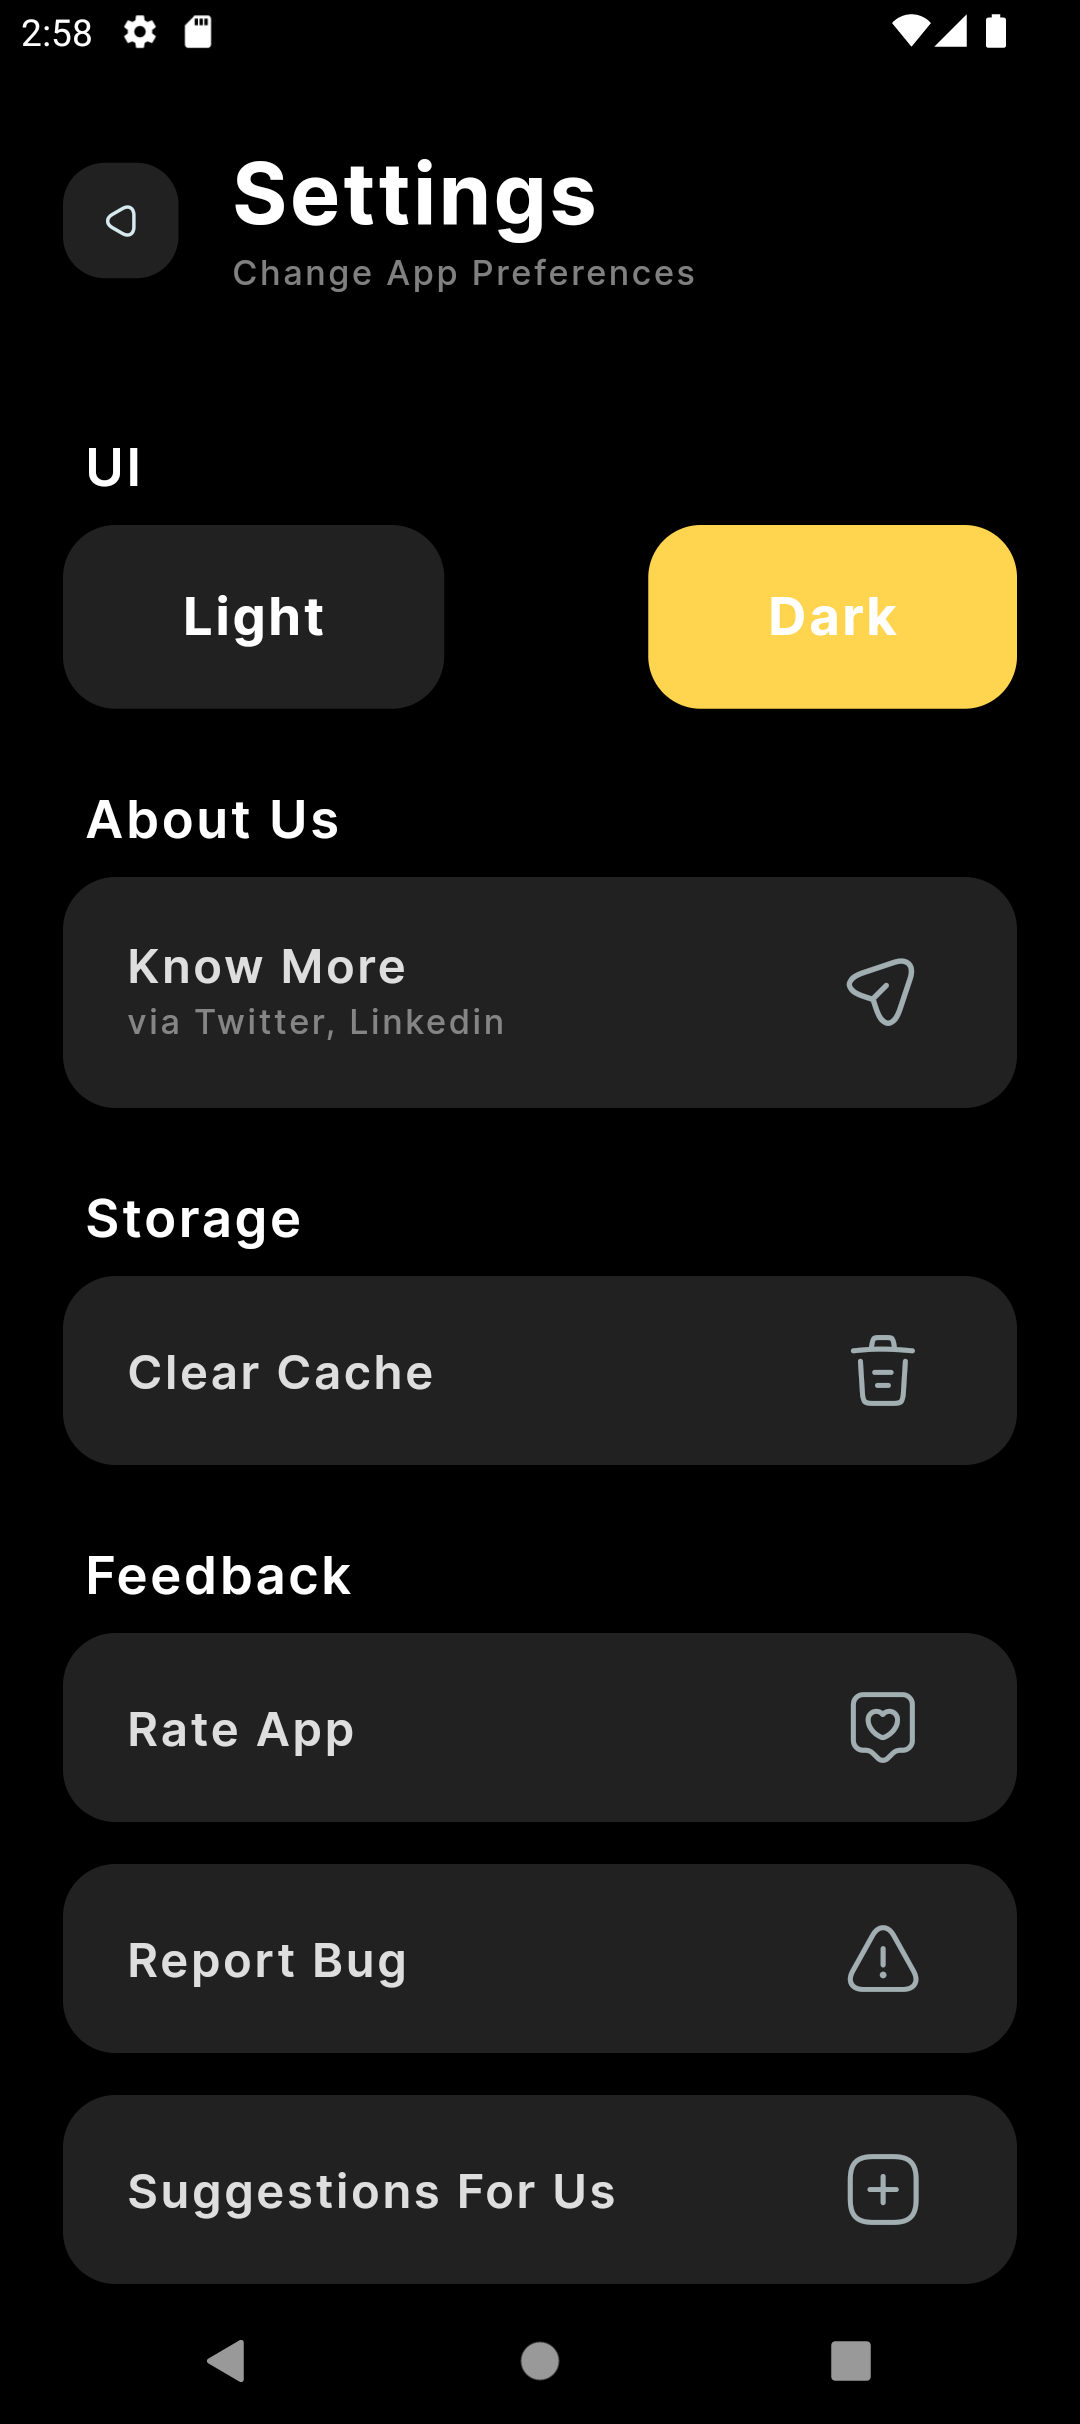 2:58
Settings
Change App Preferences
UI
Light
Dark
About Us
Know More
via Twitter, Linkedin
Storage
Clear Cache
Feedback
Rate App
Report Bug
Suggestions For Us